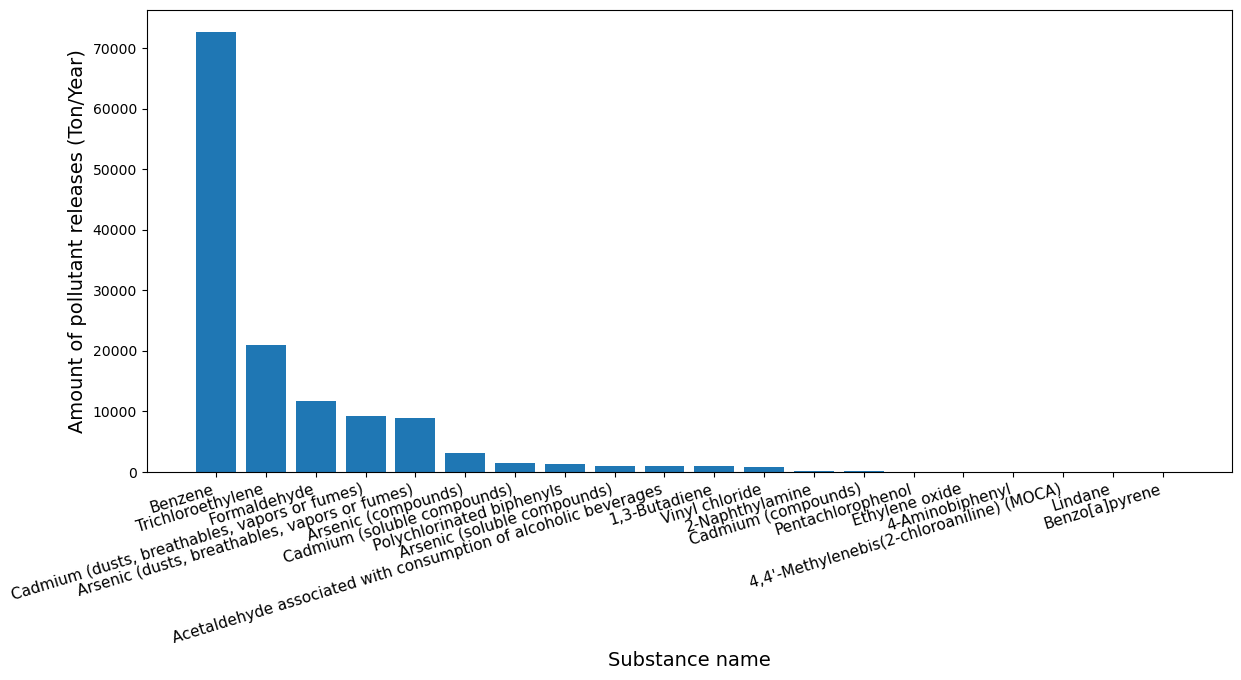 Amount of pollutant releases (Ton/Year)
70000
60000
50000
40000
30000
20000
10000
0
Benzene
Trichloroethylene
Formaldehyde
Cadmium (dusts, breathables, vapors or fumes)
Arsenic (dusts, breathables, vapors or fumes)
Arsenic (compounds)
Cadmium (soluble compounds)
Polychlorinated biphenyls
Arsenic (soluble compounds)
Acetaldehyde associated with consumption of alcoholic beverages
1,3-Butadiene
Vinyl chloride
2-Naphthylamine
Cadmium (compounds)
Pentachlorophenol
Ethylene oxide
4-Aminobiphenyl
4,4'-Methylenebis(2-chloroaniline) (MOCA)
Lindane
Benzo[a]pyrene
Substance name